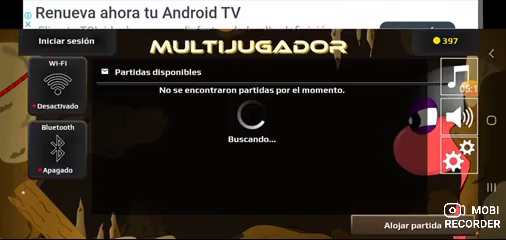 Renueva ahora tu Android TV
Iniciar sesión
MULTIJUGADOR
397
WI-FI
Partidas disponibles
No se encontraron partidas por el momento.
Desactivado
Bluetooth
Buscando...
Apagado
Alojar partida
MOBI
RECORDER